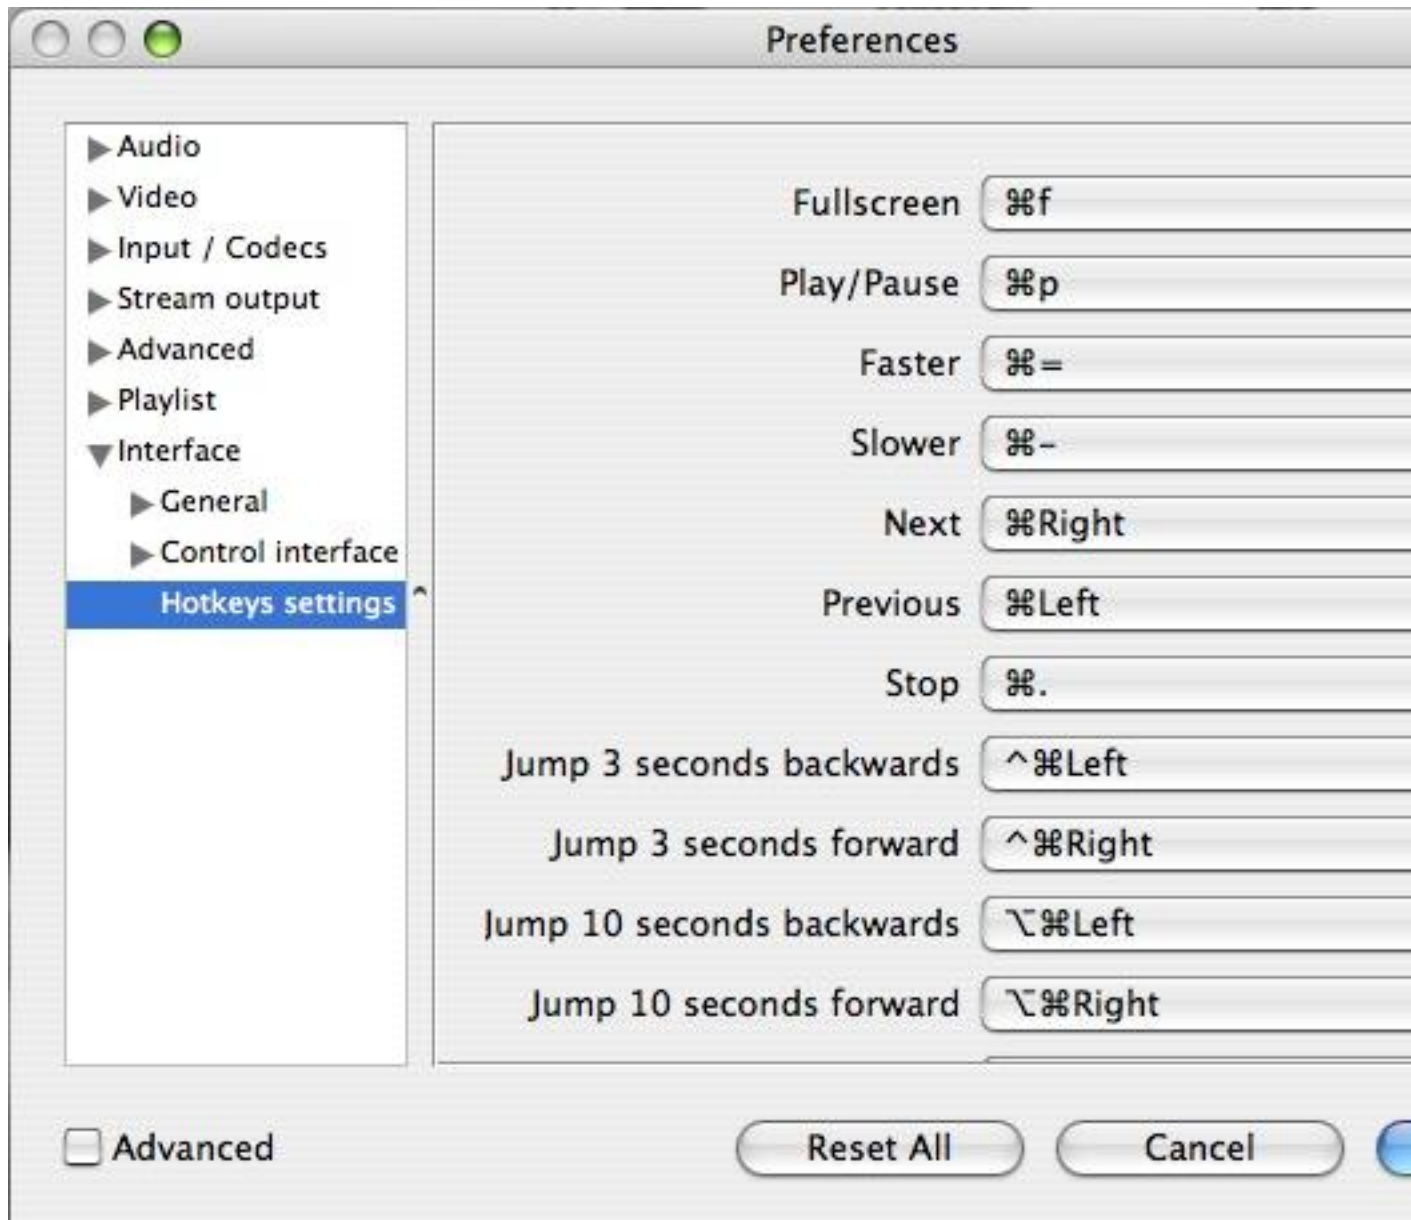 Preferences
Audio
Video
Input / Codecs
Stream output
Advanced
Playlist
Interface
General
Control interface
Hotkeys settings
Fullscreen ⌘f
Play/Pause ⌘p
Faster ⌘=
Slower ⌘-
Next ⌘Right
Previous ⌘Left
Stop ⌘.
Jump 3 seconds backwards ^⌘Left
Jump 3 seconds forward ^⌘Right
Jump 10 seconds backwards ⌥⌘Left
Jump 10 seconds forward ⌥⌘Right
Advanced
Reset All
Cancel